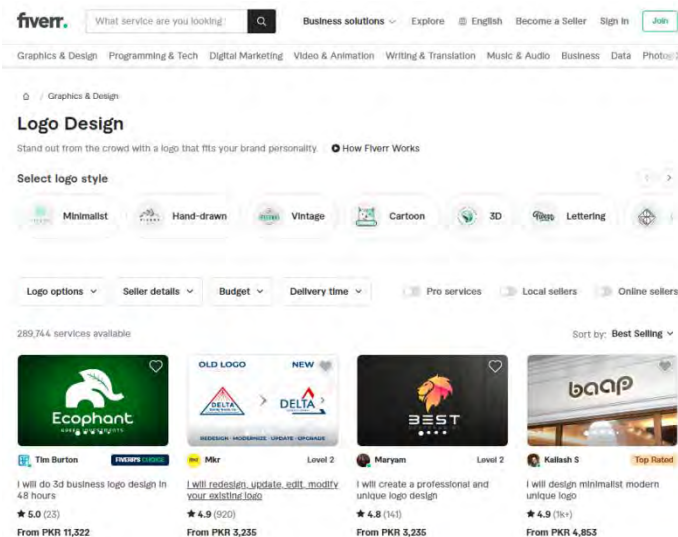 fiverr.
What service are you looking
Business solutions
Explore
English
Become a Seller
Sign In
Join
Graphics & Design
Programming & Tech
Digital Marketing
Video & Animation
Writing & Translation
Music & Audio
Business
Data
/ Graphics & Design
Logo Design
Stand out from the crowd with a logo that fits your brand personality.
How Fiverr Works
Select logo style
Minimalist
Hand-drawn
Vintage
Cartoon
3D
Lettering
Logo options
Seller details
Budget
Delivery time
Pro services
Local sellers
Online sellers
289,744 services available
Sort by: Best Selling
Ecophant
OLD LOGO
NEW
DELTA
DELTA
REDESIGN · MODERNIZE · UPDATE · UPGRADE
BEST
baap
Tim Burton
FIVERR'S CHOICE
I will do 3d business logo design in
48 hours
★ 5.0 (23)
From PKR 11,322
Mkr
Level 2
I will redesign, update, edit, modify
your existing logo
★ 4.9 (920)
From PKR 3,235
Maryam
Level 2
I will create a professional and
unique logo design
★ 4.8 (141)
From PKR 3,235
Kailash S
Top Rated
I will design minimalist modern
unique logo
★ 4.9 (1k+)
From PKR 4,853